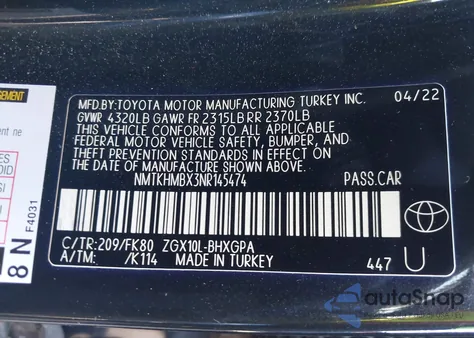 MFD.BY:TOYOTA MOTOR MANUFACTURING TURKEY INC. 04/22
GVWR 4320LB GAWR FR 2315LB RR 2370LB
THIS VEHICLE CONFORMS TO ALL APPLICABLE
FEDERAL MOTOR VEHICLE SAFETY, BUMPER, AND
THEFT PREVENTION STANDARDS IN EFFECT ON
THE DATE OF MANUFACTURE SHOWN ABOVE.
NMTKHMBX3NR145474 PASS.CAR
C/TR:209/FK80 ZGX10L-BHXGPA
A/TM: /K114 MADE IN TURKEY 447 U
8 N F4031
autoSnap